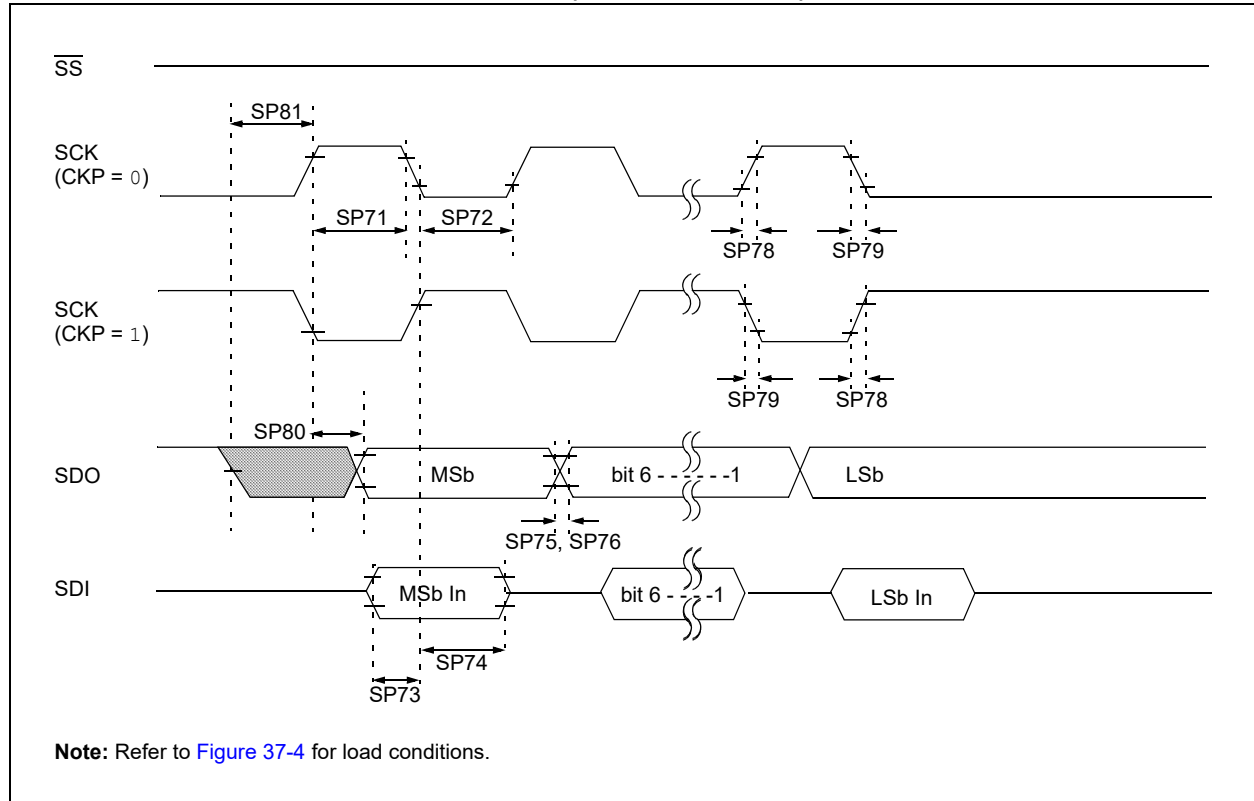 SS
SP81
SCK
(CKP = 0)
SP71
SP72
SP78
SP79
SCK
(CKP = 1)
SP79
SP78
SP80
SDO
MSb
bit 6 - - - - - -1
LSb
SP75, SP76
SDI
MSb In
bit 6 - - - -1
LSb In
SP74
SP73
Note: Refer to Figure 37-4 for load conditions.